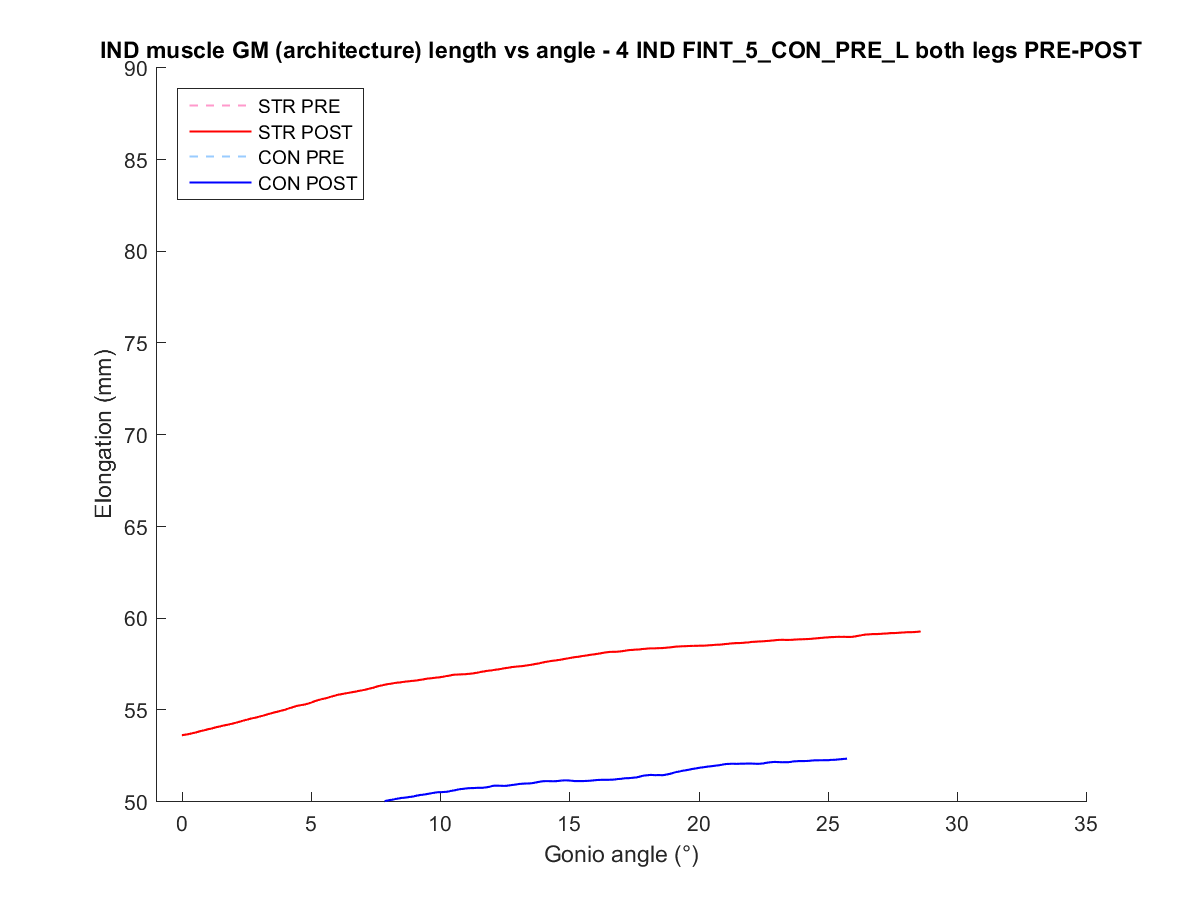 IND muscle GM (architecture) length vs angle - 4 IND FINT_5_CON_PRE_L both legs PRE-POST
90
85
80
75
70
65
60
55
50
Elongation (mm)
STR PRE
STR POST
CON PRE
CON POST
0 5 10 15 20 25 30 35
Gonio angle (°)